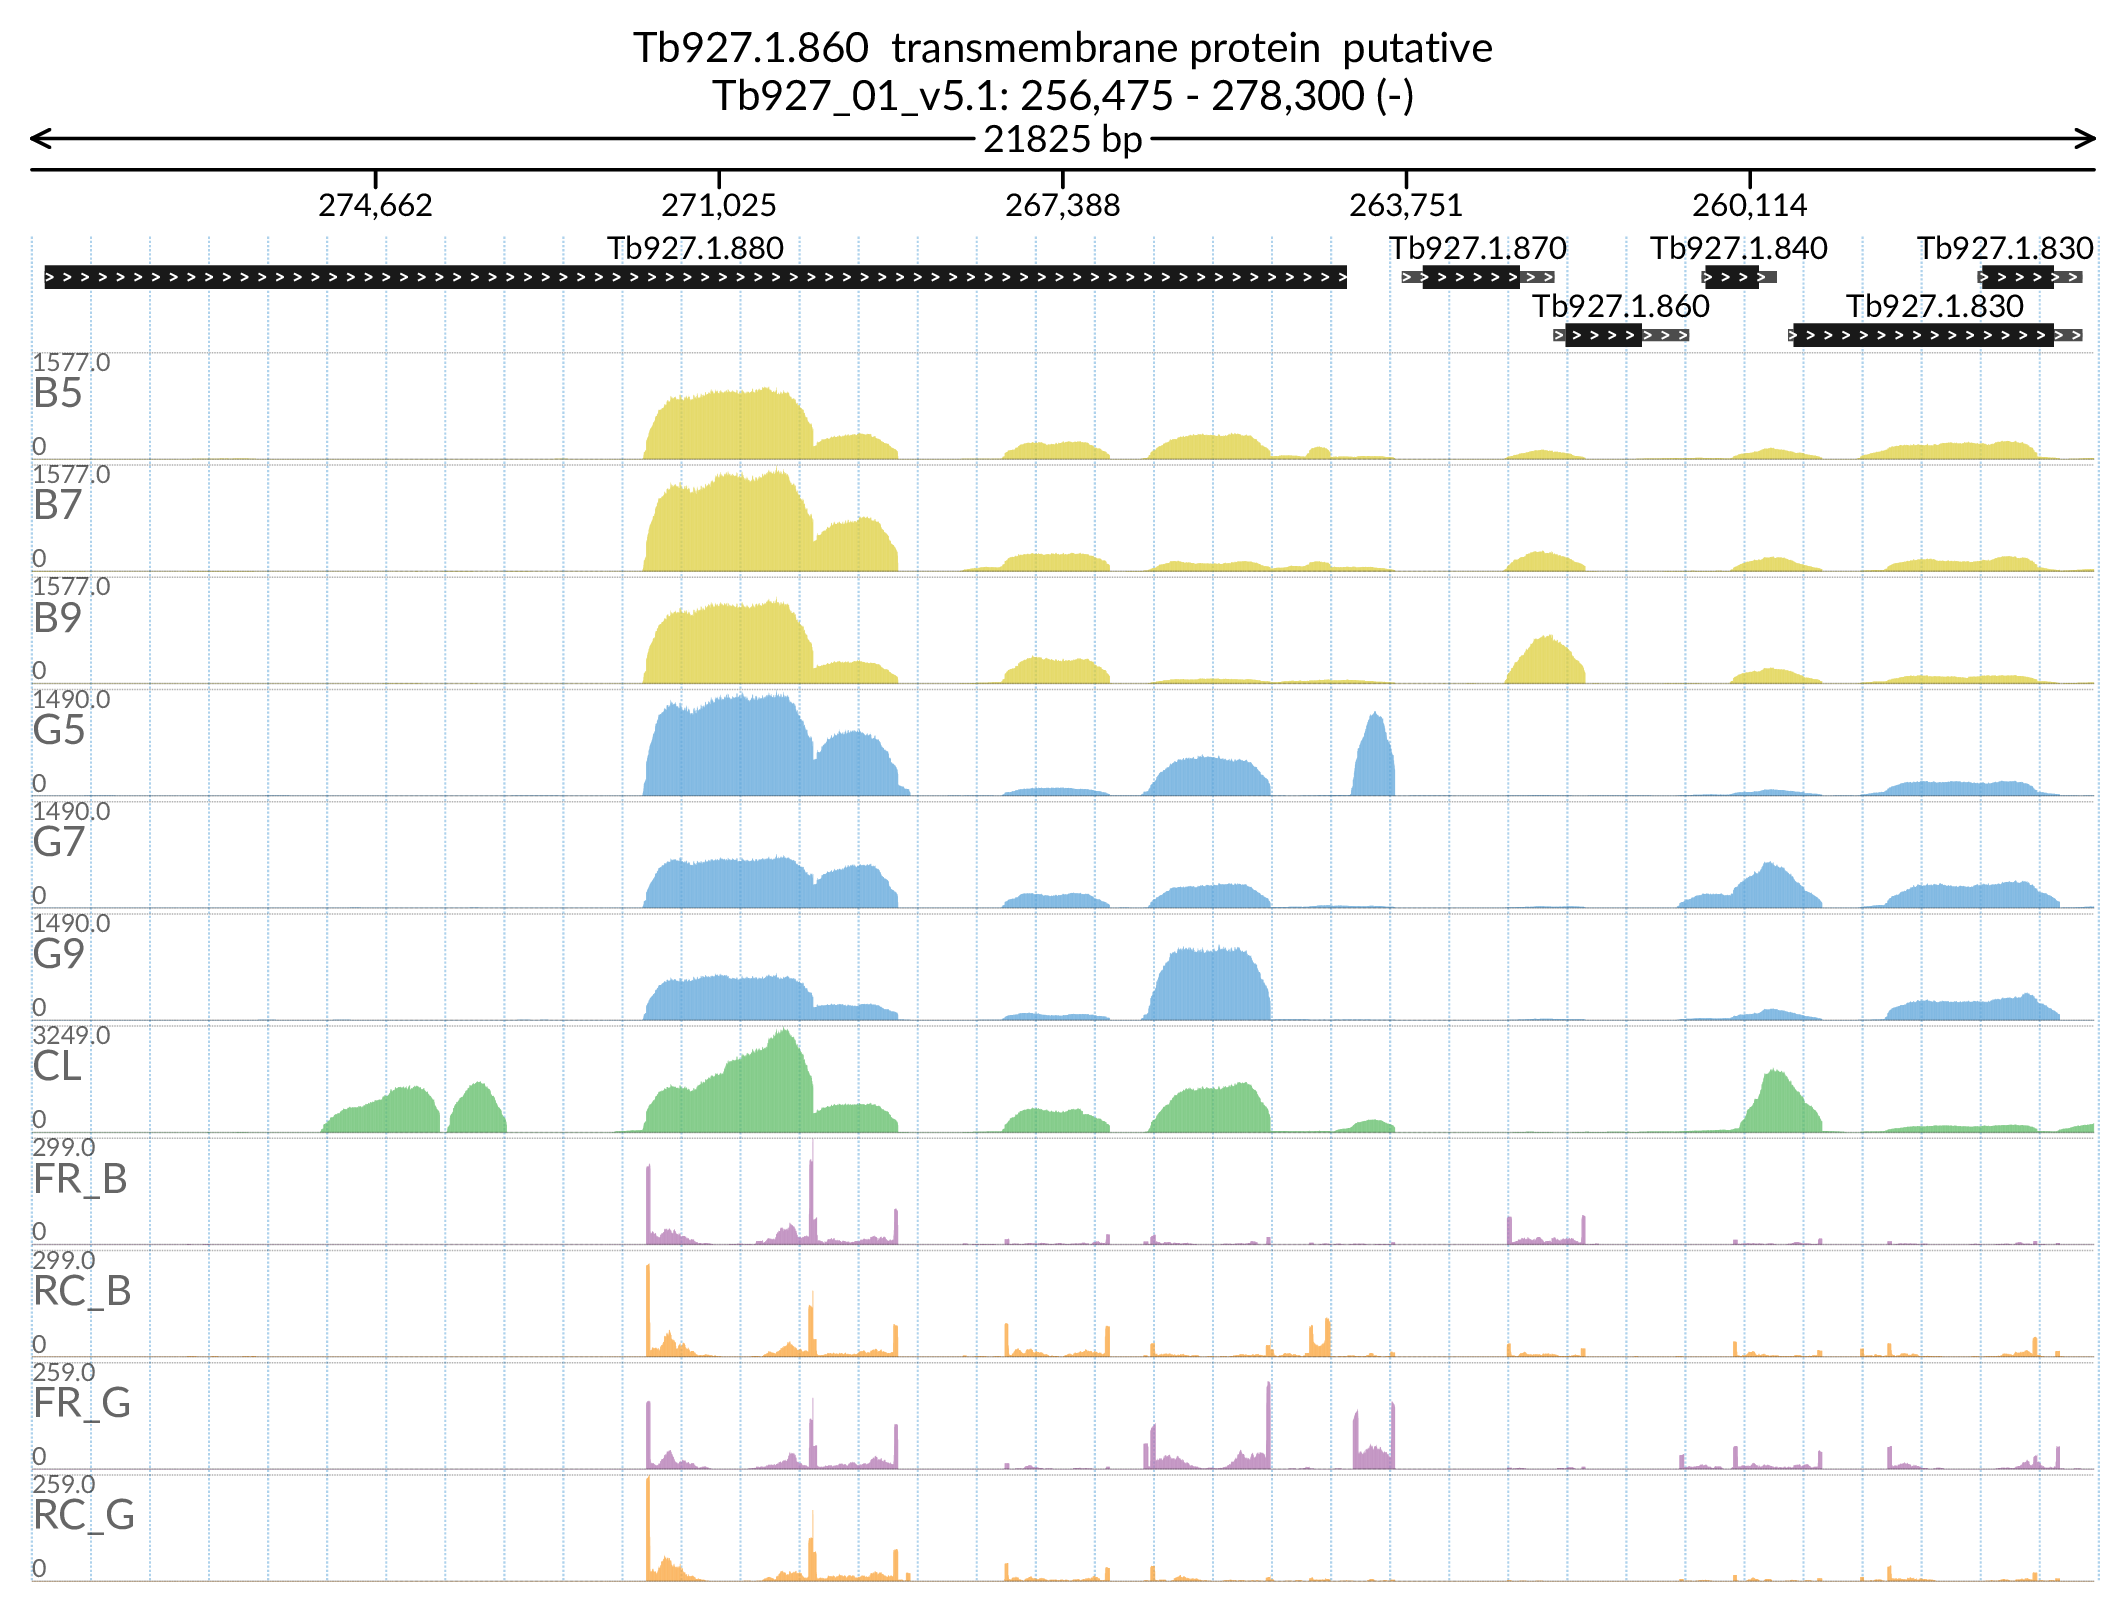 Tb927.1.860  transmembrane protein  putative
Tb927_01_v5.1: 256,475 - 278,300 (-)
21825 bp
274,662 271,025 267,388 263,751 260,114
Tb927.1.880 Tb927.1.870 Tb927.1.840 Tb927.1.830
Tb927.1.860 Tb927.1.830
1577.0
B5
0
1577.0
B7
0
1577.0
B9
0
1490.0
G5
0
1490.0
G7
0
1490.0
G9
0
3249.0
CL
0
299.0
FR_B
0
299.0
RC_B
0
259.0
FR_G
0
259.0
RC_G
0